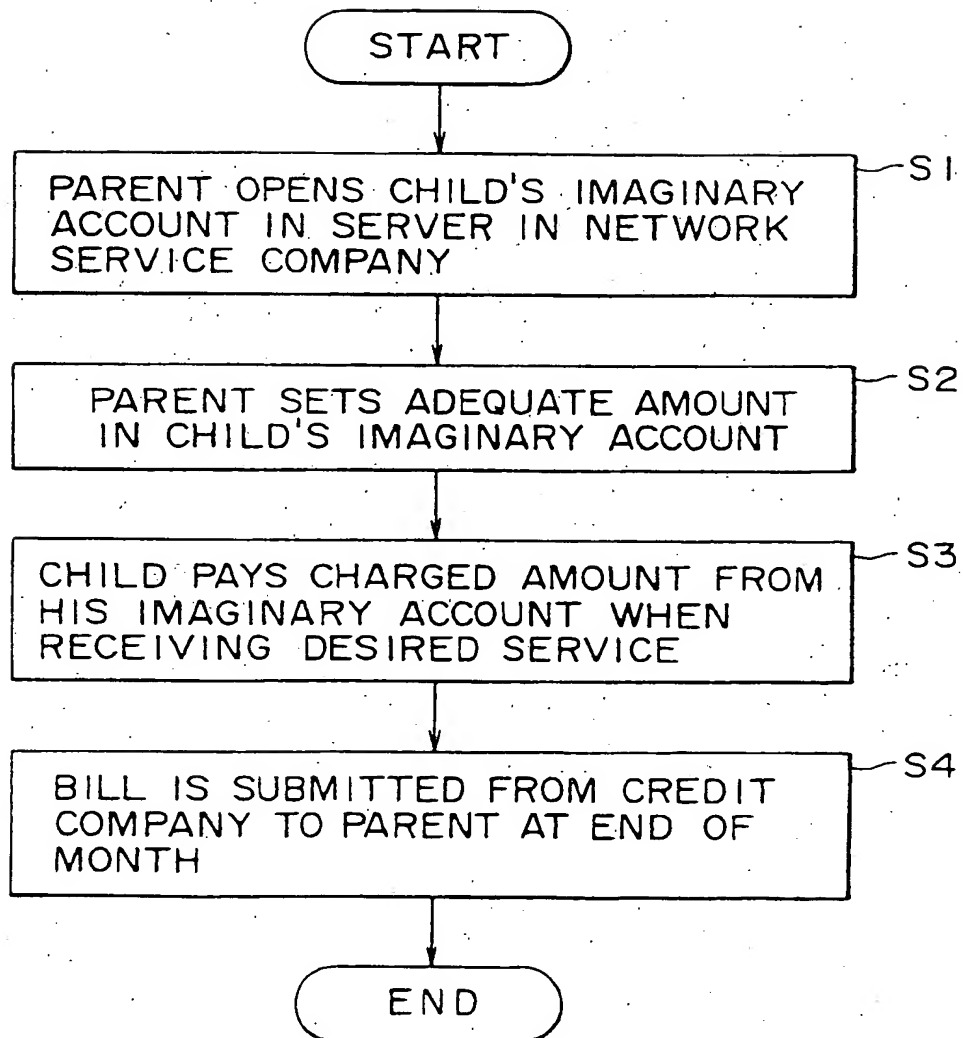 START
S1
PARENT OPENS CHILD'S IMAGINARY
ACCOUNT IN SERVER IN NETWORK
SERVICE COMPANY
S2
PARENT SETS ADEQUATE AMOUNT
IN CHILD'S IMAGINARY ACCOUNT
S3
CHILD PAYS CHARGED AMOUNT FROM
HIS IMAGINARY ACCOUNT WHEN
RECEIVING DESIRED SERVICE
S4
BILL IS SUBMITTED FROM CREDIT
COMPANY TO PARENT AT END OF
MONTH
END